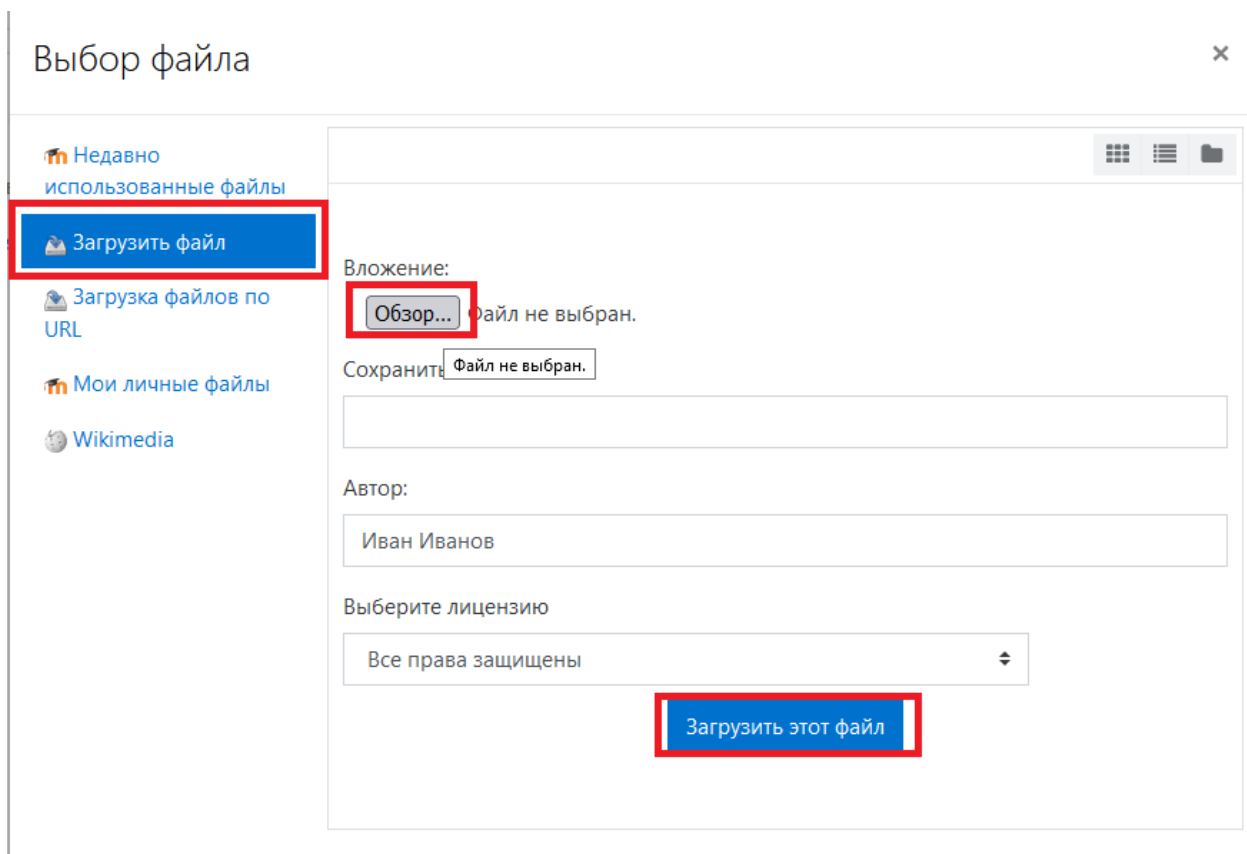 Выбор файла
×
Недавно
использованные файлы
Загрузить файл
Загрузка файлов по
URL
Мои личные файлы
Wikimedia
Вложение:
Обзор... Файл не выбран.
Файл не выбран.
Сохранить
Автор:
Иван Иванов
Выберите лицензию
Все права защищены
Загрузить этот файл